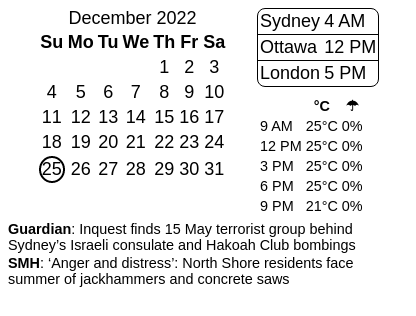 December 2022
Su Mo Tu We Th Fr Sa
1 2 3
4 5 6 7 8 9 10
11 12 13 14 15 16 17
18 19 20 21 22 23 24
25 26 27 28 29 30 31
Sydney 4 AM
Ottawa 12 PM
London 5 PM
°C ☂
9 AM 25°C 0%
12 PM 25°C 0%
3 PM 25°C 0%
6 PM 25°C 0%
9 PM 21°C 0%
Guardian: Inquest finds 15 May terrorist group behind
Sydney’s Israeli consulate and Hakoah Club bombings
SMH: ‘Anger and distress’: North Shore residents face
summer of jackhammers and concrete saws